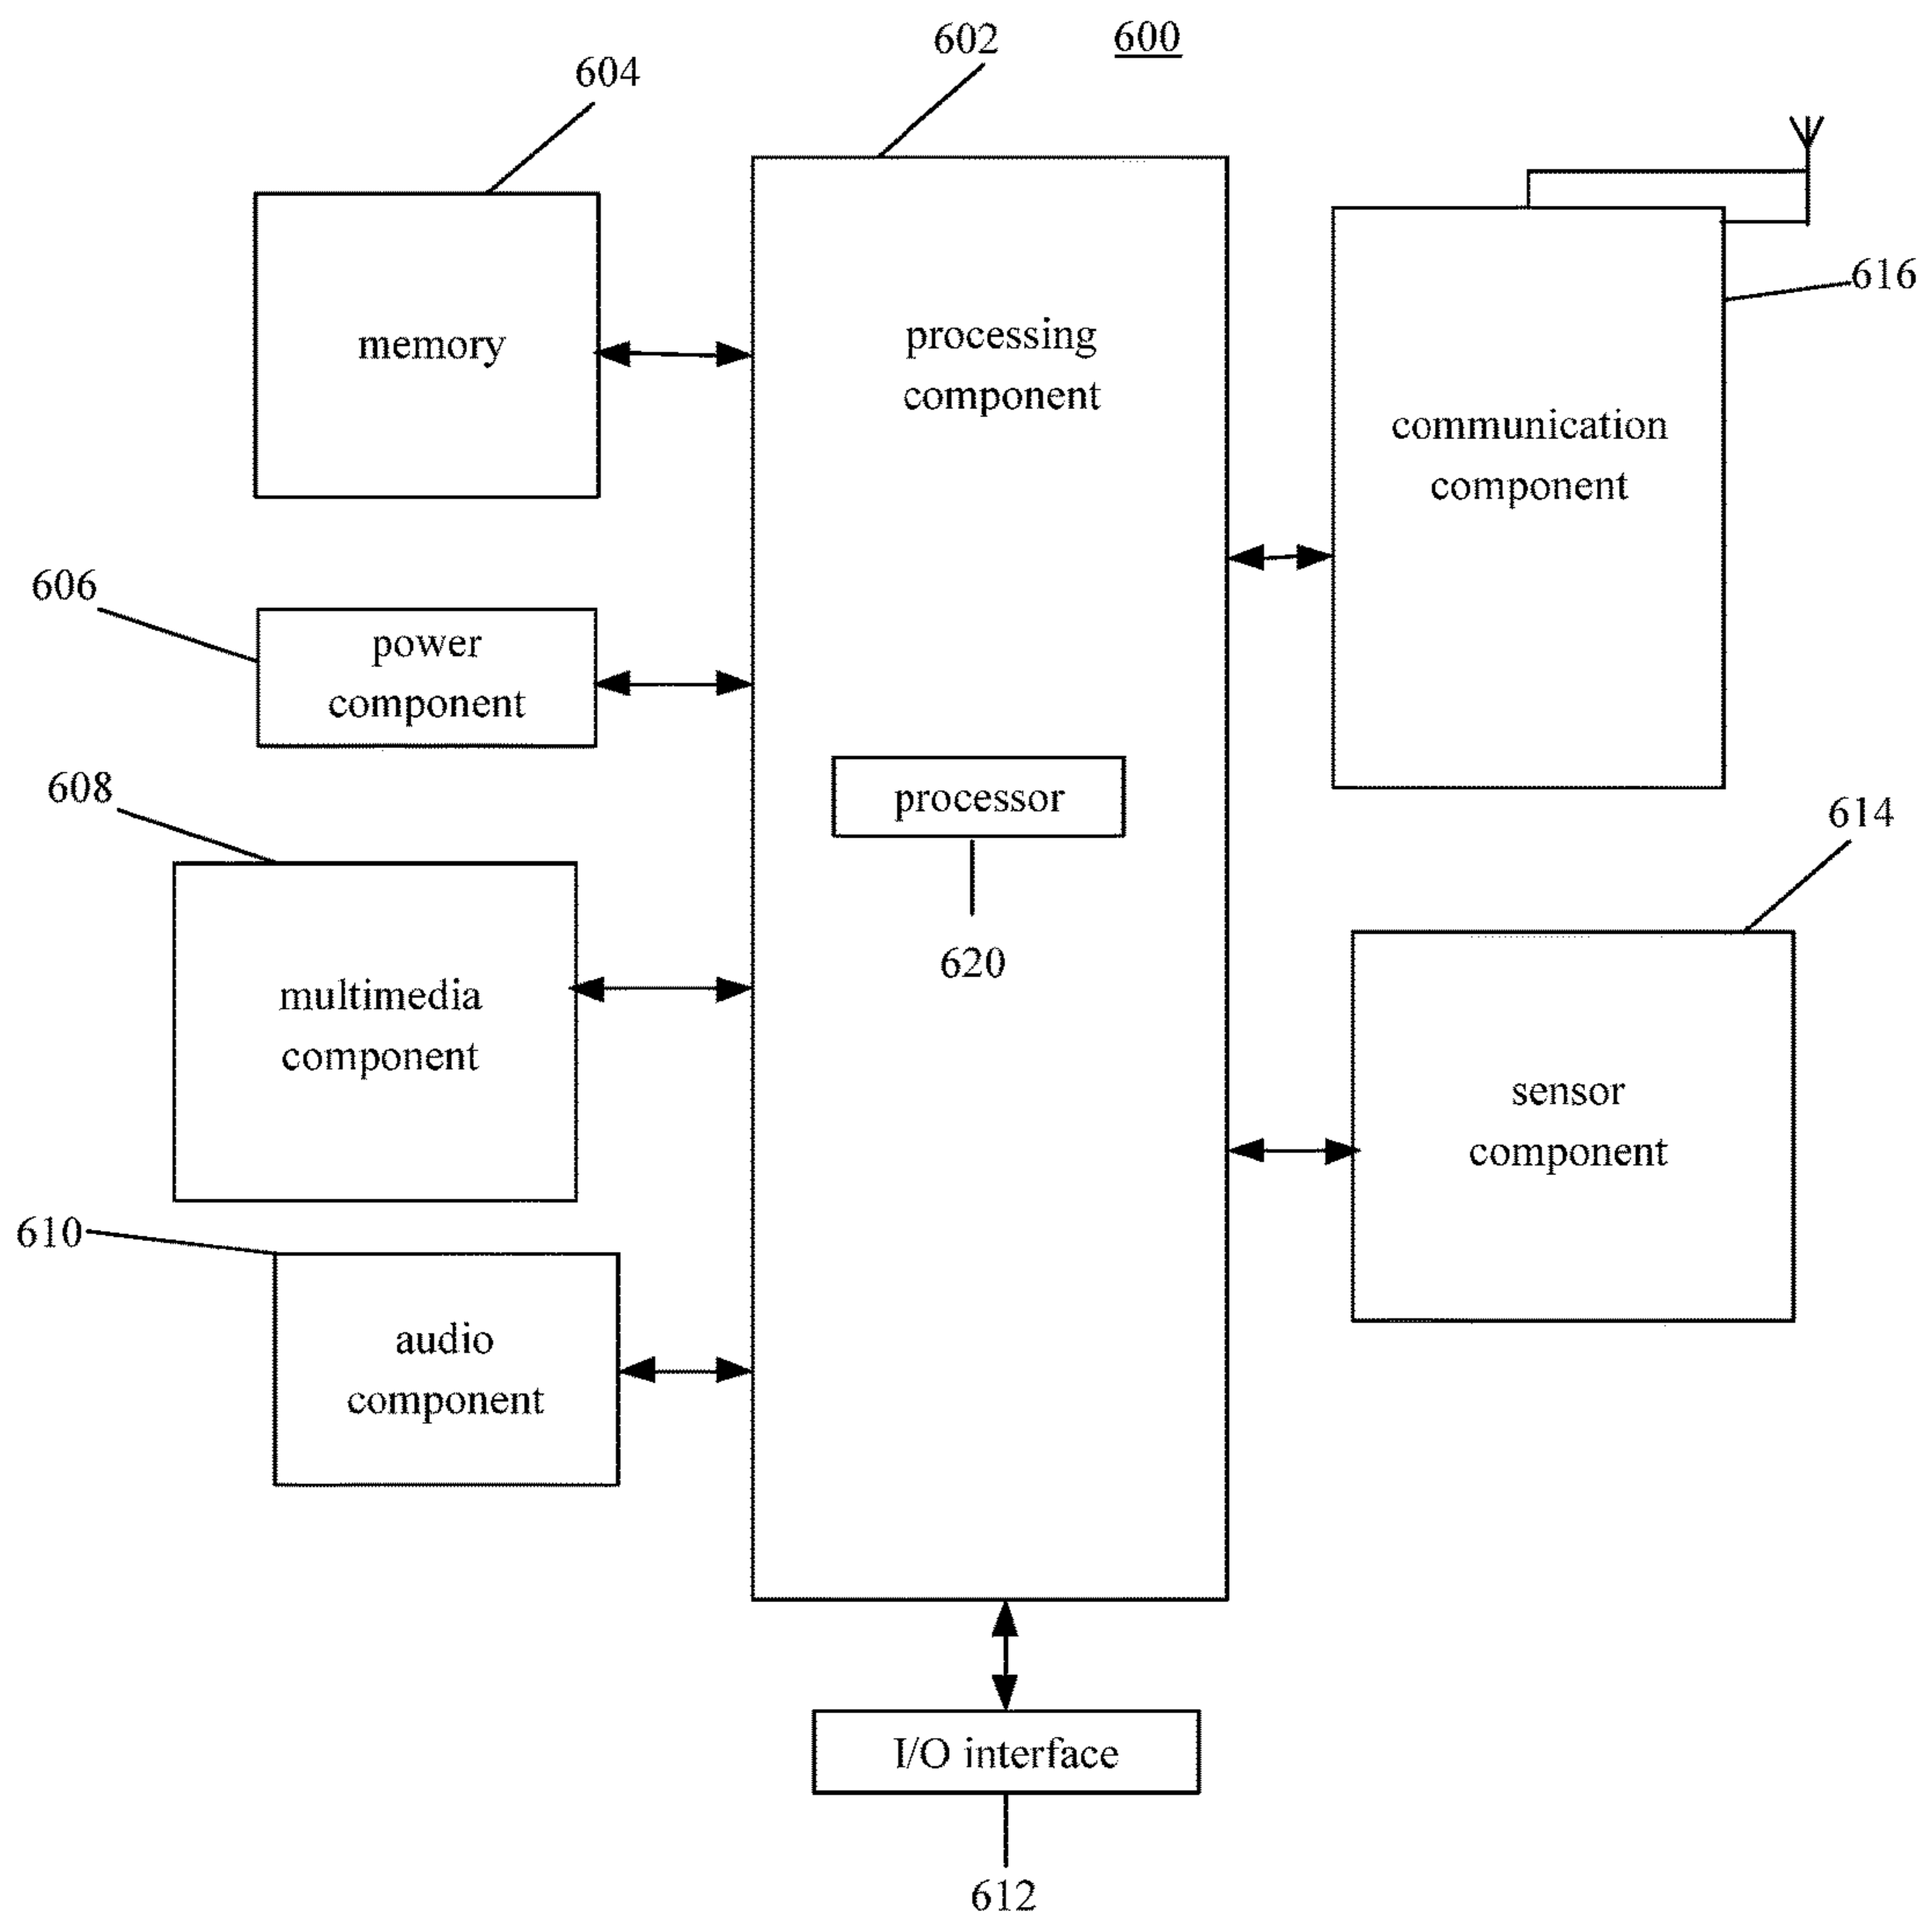 602
600
604
616
memory
processing
component
communication
component
606
power
component
608
processor
614
620
multimedia
component
sensor
component
610
audio
component
I/O interface
612